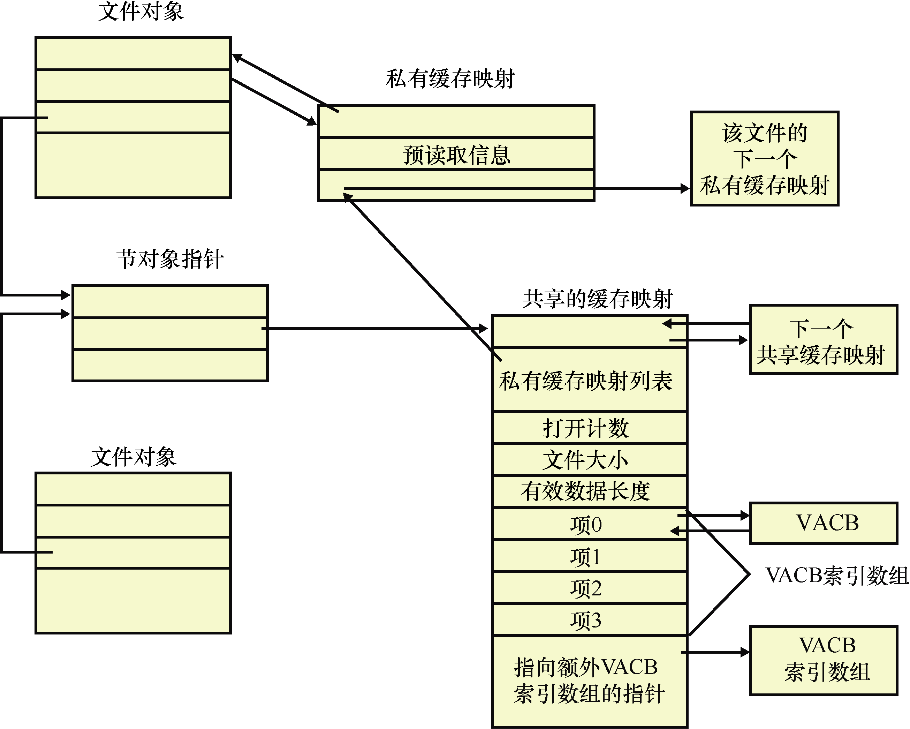 文件对象
私有缓存映射
预读取信息
该文件的
下一个
私有缓存映射
节对象指针
共享的缓存映射
下一个
共享缓存映射
私有缓存映射列表
打开计数
文件对象
文件大小
有效数据长度
项0
VACB
项1
VACB索引数组
项2
项3
指向额外VACB
索引数组的指针
VACB
索引数组